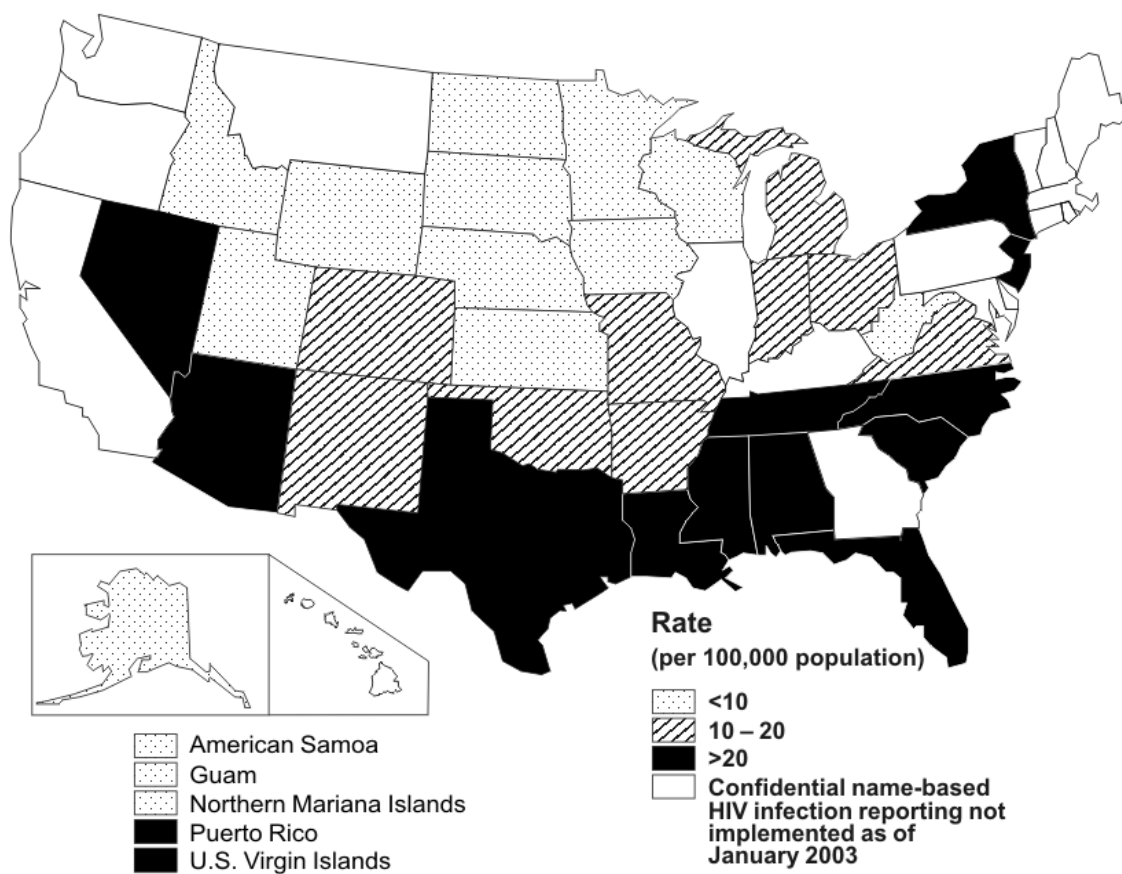 Rate
(per 100,000 population)
<10
10 – 20
>20
Confidential name-based
HIV infection reporting not
implemented as of
January 2003
American Samoa
Guam
Northern Mariana Islands
Puerto Rico
U.S. Virgin Islands